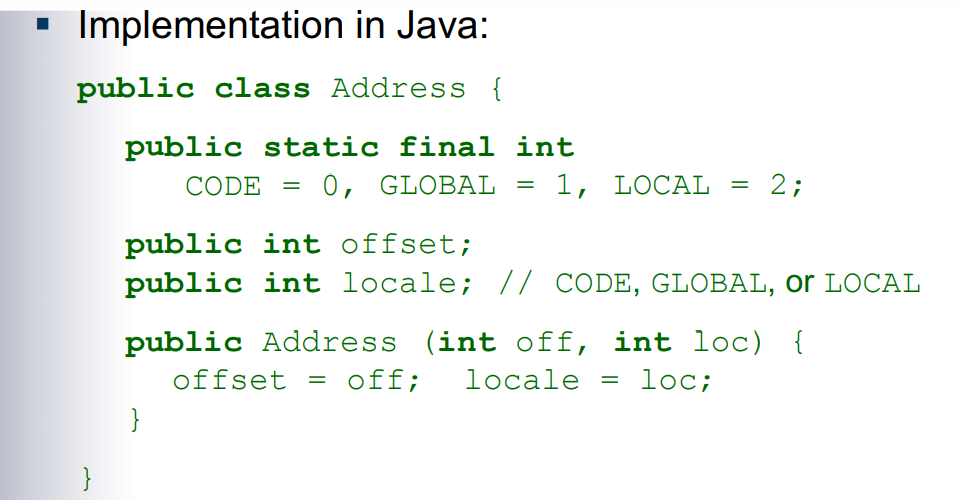 ▪ Implementation in Java:
public class Address {
public static final int
CODE = 0, GLOBAL = 1, LOCAL = 2;
public int offset;
public int locale; // CODE, GLOBAL, or LOCAL
public Address (int off, int loc) {
offset = off; locale = loc;
}
}